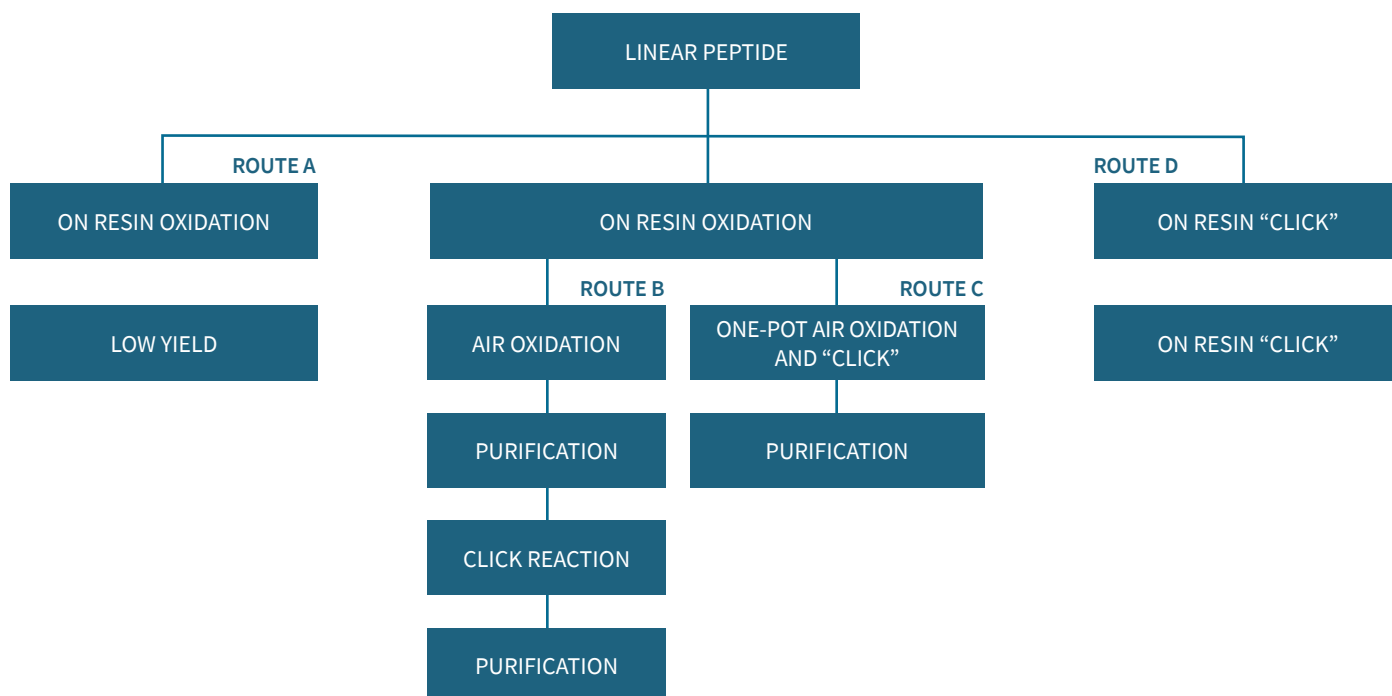 LINEAR PEPTIDE
ROUTE A
ROUTE D
ON RESIN OXIDATION
ON RESIN OXIDATION
ON RESIN “CLICK”
ROUTE B
ROUTE C
LOW YIELD
AIR OXIDATION
ONE-POT AIR OXIDATION
AND “CLICK”
ON RESIN “CLICK”
PURIFICATION
PURIFICATION
CLICK REACTION
PURIFICATION